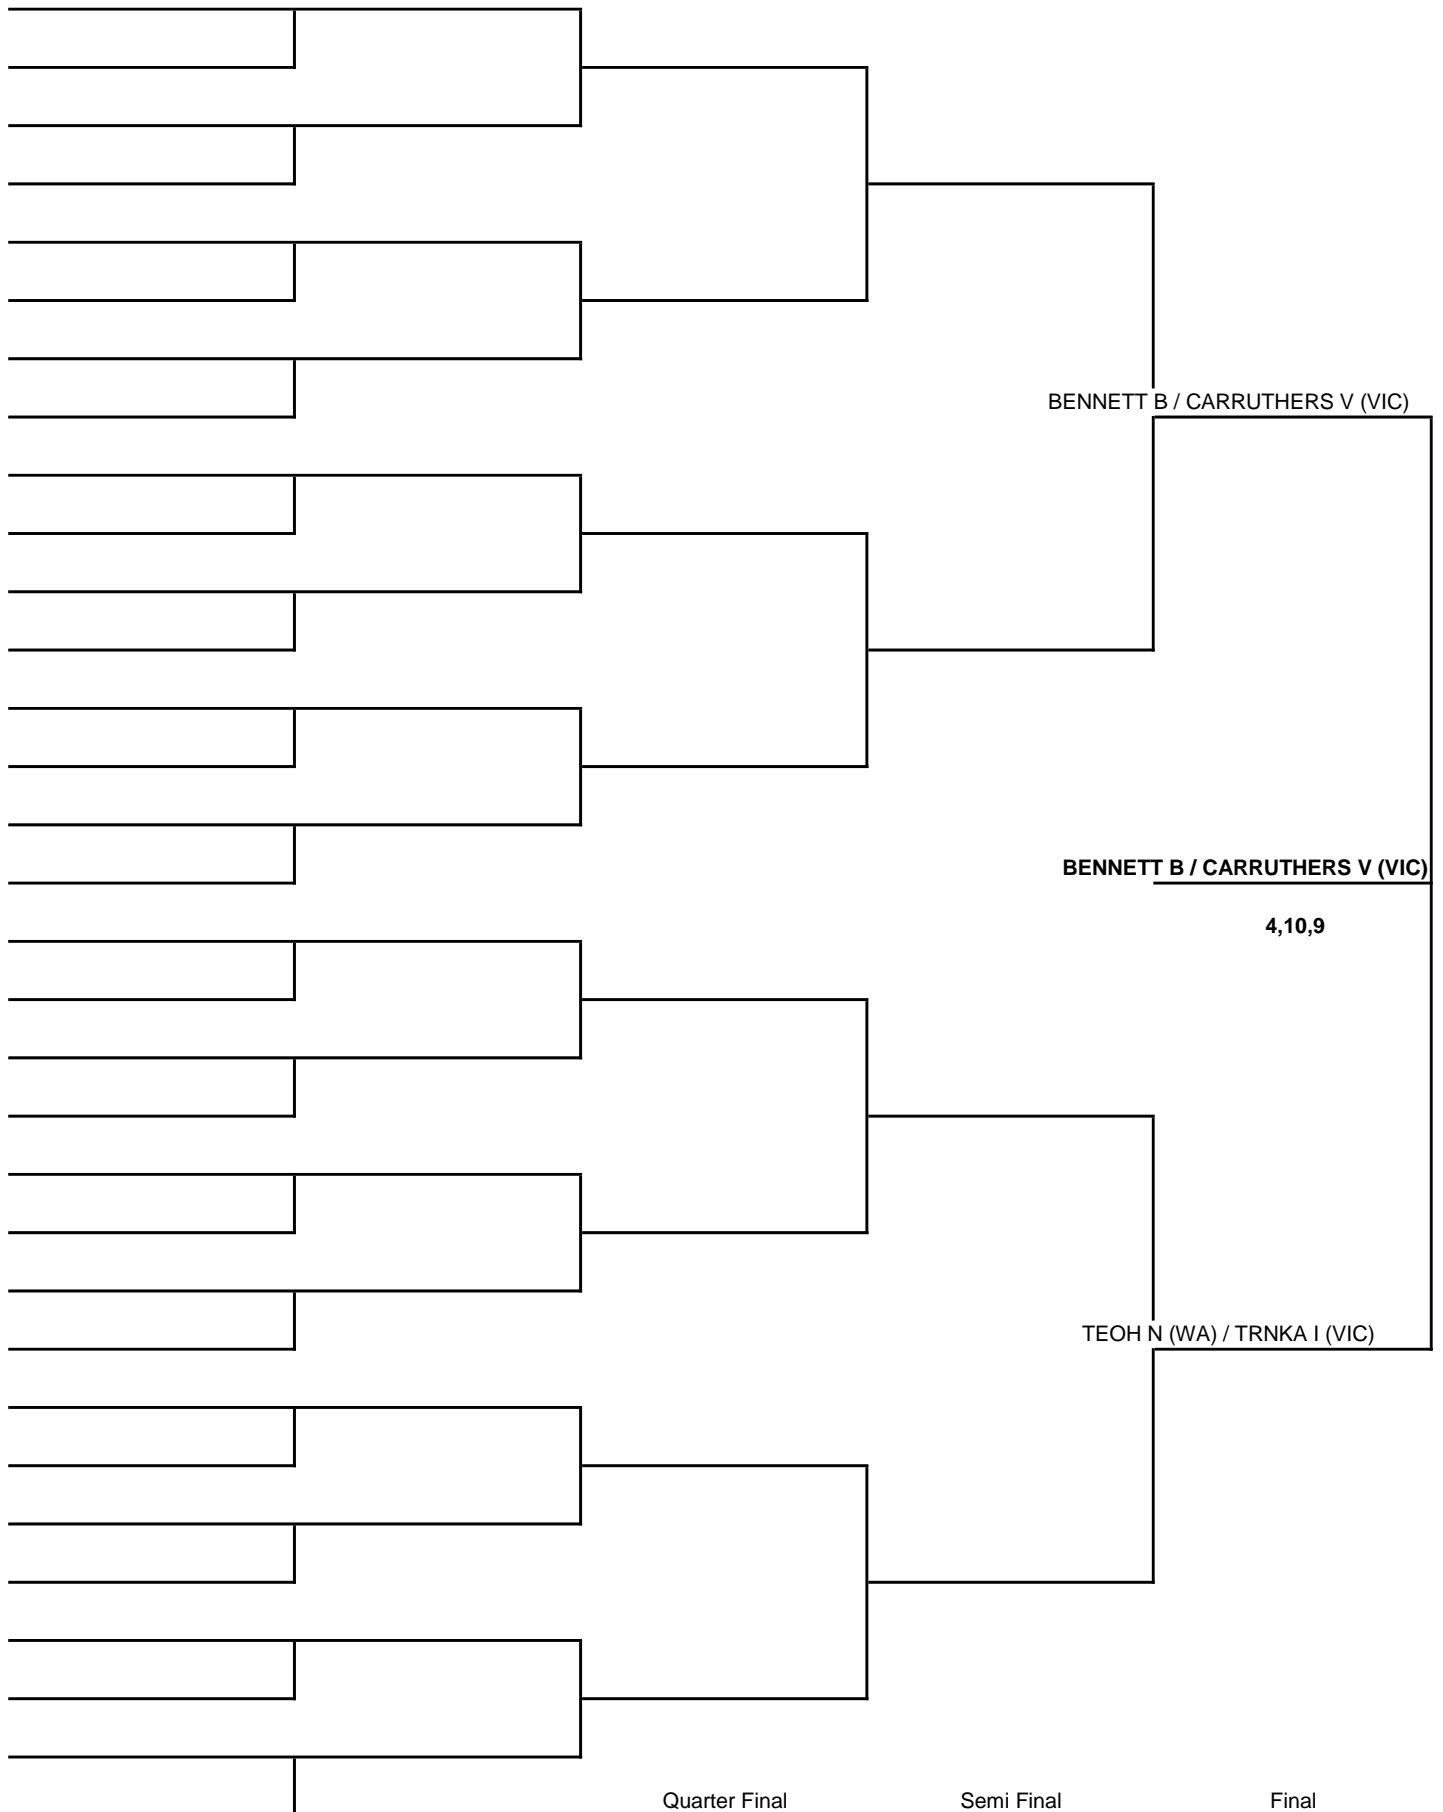 BENNETT B / CARRUTHERS V (VIC)
BENNETT B / CARRUTHERS V (VIC)
4,10,9
TEOH N (WA) / TRNKA I (VIC)
Quarter Final Semi Final Final